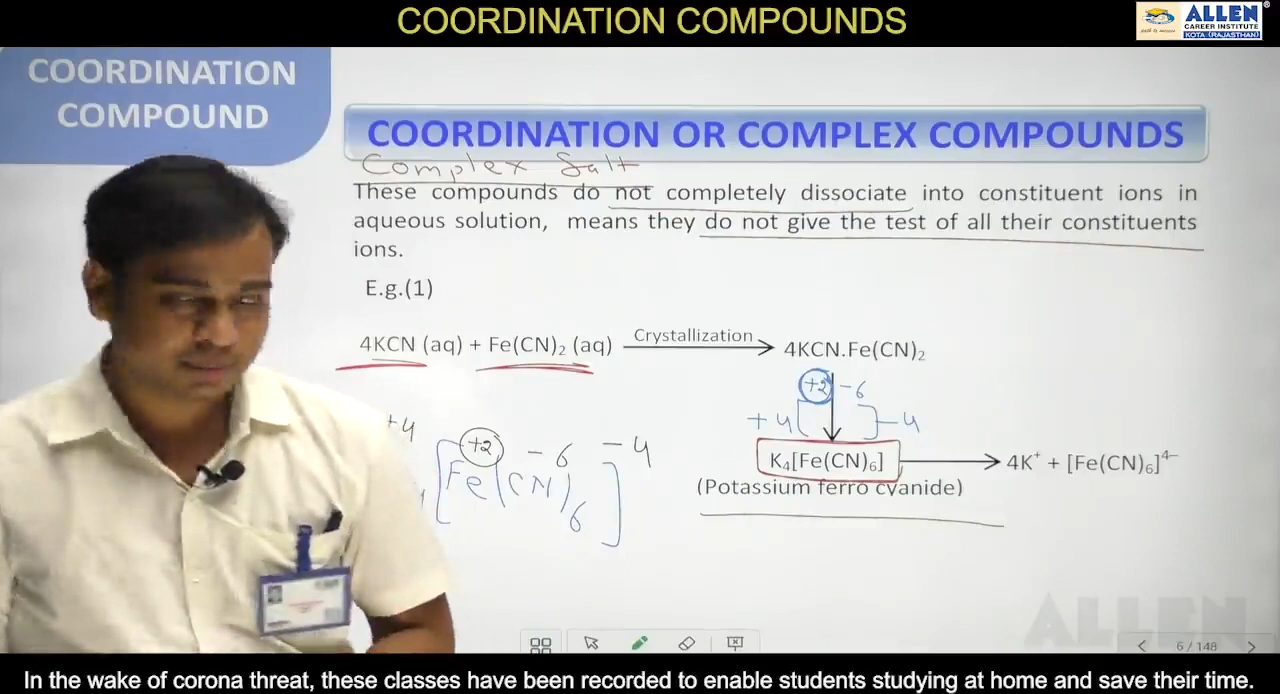 COORDINATION COMPOUNDS
ALLEN
CAREER INSTITUTE
KOTA (RAJASTHAN)
COORDINATION
COMPOUND
COORDINATION OR COMPLEX COMPOUNDS
Complex Salt
These compounds do not completely dissociate into constituent ions in
aqueous solution, means they do not give the test of all their constituents
ions.
E.g.(1)
4KCN (aq) + Fe(CN)₂ (aq) Crystallization → 4KCN.Fe(CN)₂
+2 -6
+4 [ ] -4
K₄[Fe(CN)₆] → 4K⁺ + [Fe(CN)₆]⁴⁻
(Potassium ferro cyanide)
+4 +2 -6 -4
[Fe(CN)6]
ALLEN
6 / 148
In the wake of corona threat, these classes have been recorded to enable students studying at home and save their time.